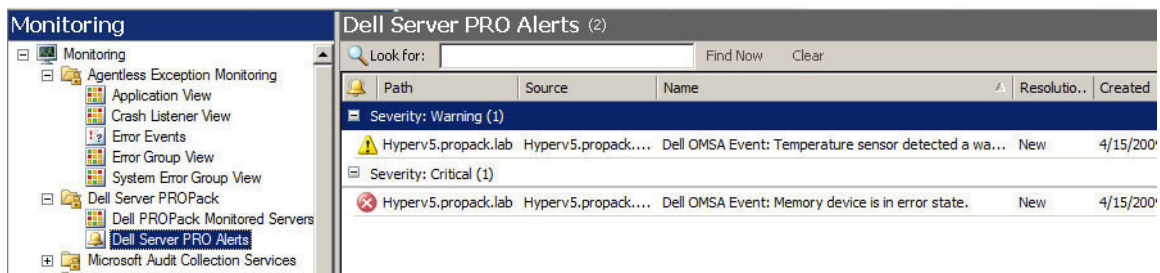 Monitoring
Monitoring
Agentless Exception Monitoring
Application View
Crash Listener View
Error Events
Error Group View
System Error Group View
Dell Server PROPack
Dell PROPack Monitored Servers
Dell Server PRO Alerts
Microsoft Audit Collection Services
Dell Server PRO Alerts (2)
Look for: Find Now Clear
Path Source Name Resolutio.. Created
Severity: Warning (1)
Hyperv5.propack.lab Hyperv5.propack.... Dell OMSA Event: Temperature sensor detected a wa... New 4/15/2009
Severity: Critical (1)
Hyperv5.propack.lab Hyperv5.propack.... Dell OMSA Event: Memory device is in error state. New 4/15/2009